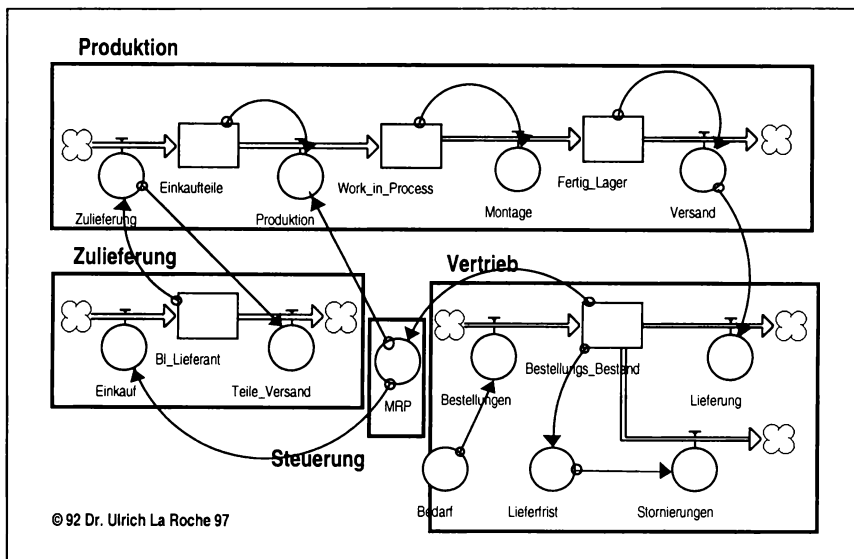 Produktion
Einkaufteile
Work_in_Process
Fertig_Lager
Zulieferung
Produktion
Montage
Versand
Zulieferung
Vertrieb
BI_Lieferant
Bestellungs_Bestand
Einkauf
Teile_Versand
MRP
Bestellungen
Lieferung
Steuerung
Bedarf
Lieferfrist
Stornierungen
© 92 Dr. Ulrich La Roche 97